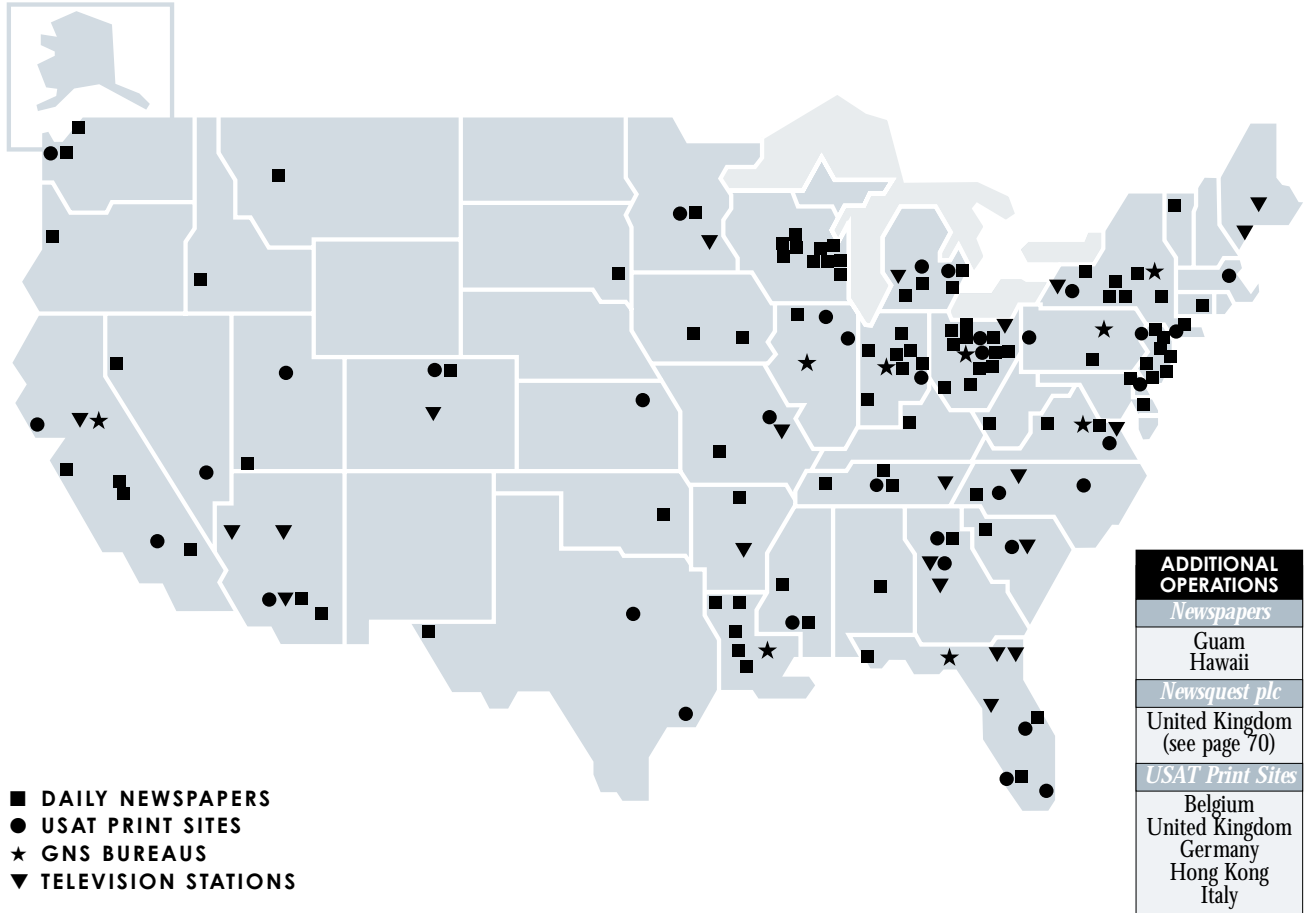 DAILY NEWSPAPERS
USAT PRINT SITES
GNS BUREAUS
TELEVISION STATIONS
ADDITIONAL
OPERATIONS
Newspapers
Guam
Hawaii
Newsquest plc
United Kingdom
(see page 70)
USAT Print Sites
Belgium
United Kingdom
Germany
Hong Kong
Italy